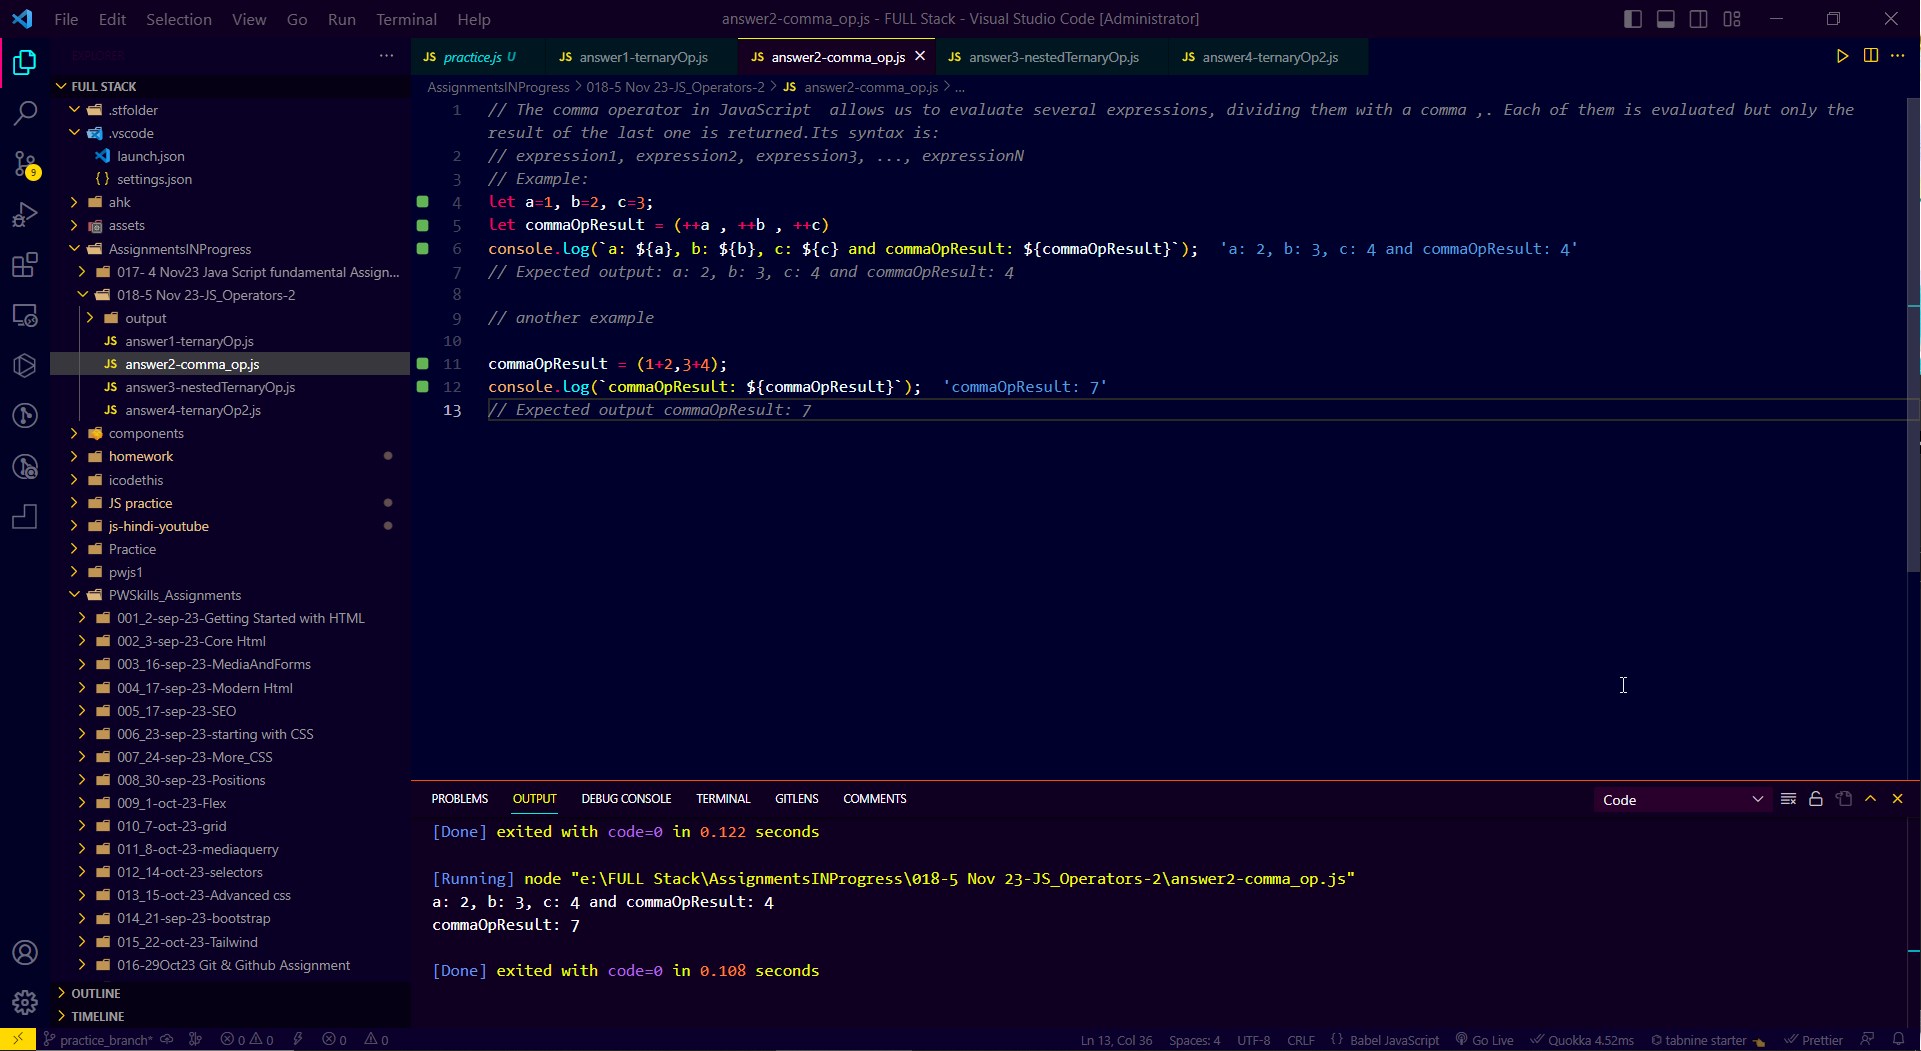 File Edit Selection View Go Run Terminal Help
answer2-comma_op.js - FULL Stack - Visual Studio Code [Administrator]
EXPLORER
JS practice.js U
JS answer1-ternaryOp.js
JS answer2-comma_op.js
JS answer3-nestedTernaryOp.js
JS answer4-ternaryOp2.js
AssignmentsINProgress > 018-5 Nov 23-JS_Operators-2 > JS answer2-comma_op.js > ...
FULL STACK
.stfolder
.vscode
launch.json
{} settings.json
ahk
assets
AssignmentsINProgress
017- 4 Nov23 Java Script fundamental Assign...
018-5 Nov 23-JS_Operators-2
output
JS answer1-ternaryOp.js
JS answer2-comma_op.js
JS answer3-nestedTernaryOp.js
JS answer4-ternaryOp2.js
components
homework
icodethis
JS practice
js-hindi-youtube
Practice
pwjs1
PWSkills_Assignments
001_2-sep-23-Getting Started with HTML
002_3-sep-23-Core Html
003_16-sep-23-MediaAndForms
004_17-sep-23-Modern Html
005_17-sep-23-SEO
006_23-sep-23-starting with CSS
007_24-sep-23-More_CSS
008_30-sep-23-Positions
009_1-oct-23-Flex
010_7-oct-23-grid
011_8-oct-23-mediaquerry
012_14-oct-23-selectors
013_15-oct-23-Advanced css
014_21-sep-23-bootstrap
015_22-oct-23-Tailwind
016-29Oct23 Git & Github Assignment
OUTLINE
TIMELINE
9
1 // The comma operator in JavaScript  allows us to evaluate several expressions, dividing them with a comma ,. Each of them is evaluated but only the
result of the last one is returned.Its syntax is:
2 // expression1, expression2, expression3, ..., expressionN
3 // Example:
4 let a=1, b=2, c=3;
5 let commaOpResult = (++a , ++b , ++c)
6 console.log(`a: ${a}, b: ${b}, c: ${c} and commaOpResult: ${commaOpResult}`); 'a: 2, b: 3, c: 4 and commaOpResult: 4'
7 // Expected output: a: 2, b: 3, c: 4 and commaOpResult: 4
8
9 // another example
10
11 commaOpResult = (1+2,3+4);
12 console.log(`commaOpResult: ${commaOpResult}`); 'commaOpResult: 7'
13 // Expected output commaOpResult: 7
PROBLEMS OUTPUT DEBUG CONSOLE TERMINAL GITLENS COMMENTS
Code
[Done] exited with code=0 in 0.122 seconds
[Running] node "e:\FULL Stack\AssignmentsINProgress\018-5 Nov 23-JS_Operators-2\answer2-comma_op.js"
a: 2, b: 3, c: 4 and commaOpResult: 4
commaOpResult: 7
[Done] exited with code=0 in 0.108 seconds
practice_branch* 0 0 0 0
Ln 13, Col 36 Spaces: 4 UTF-8 CRLF {} Babel JavaScript Go Live Quokka 4.52ms tabnine starter Prettier